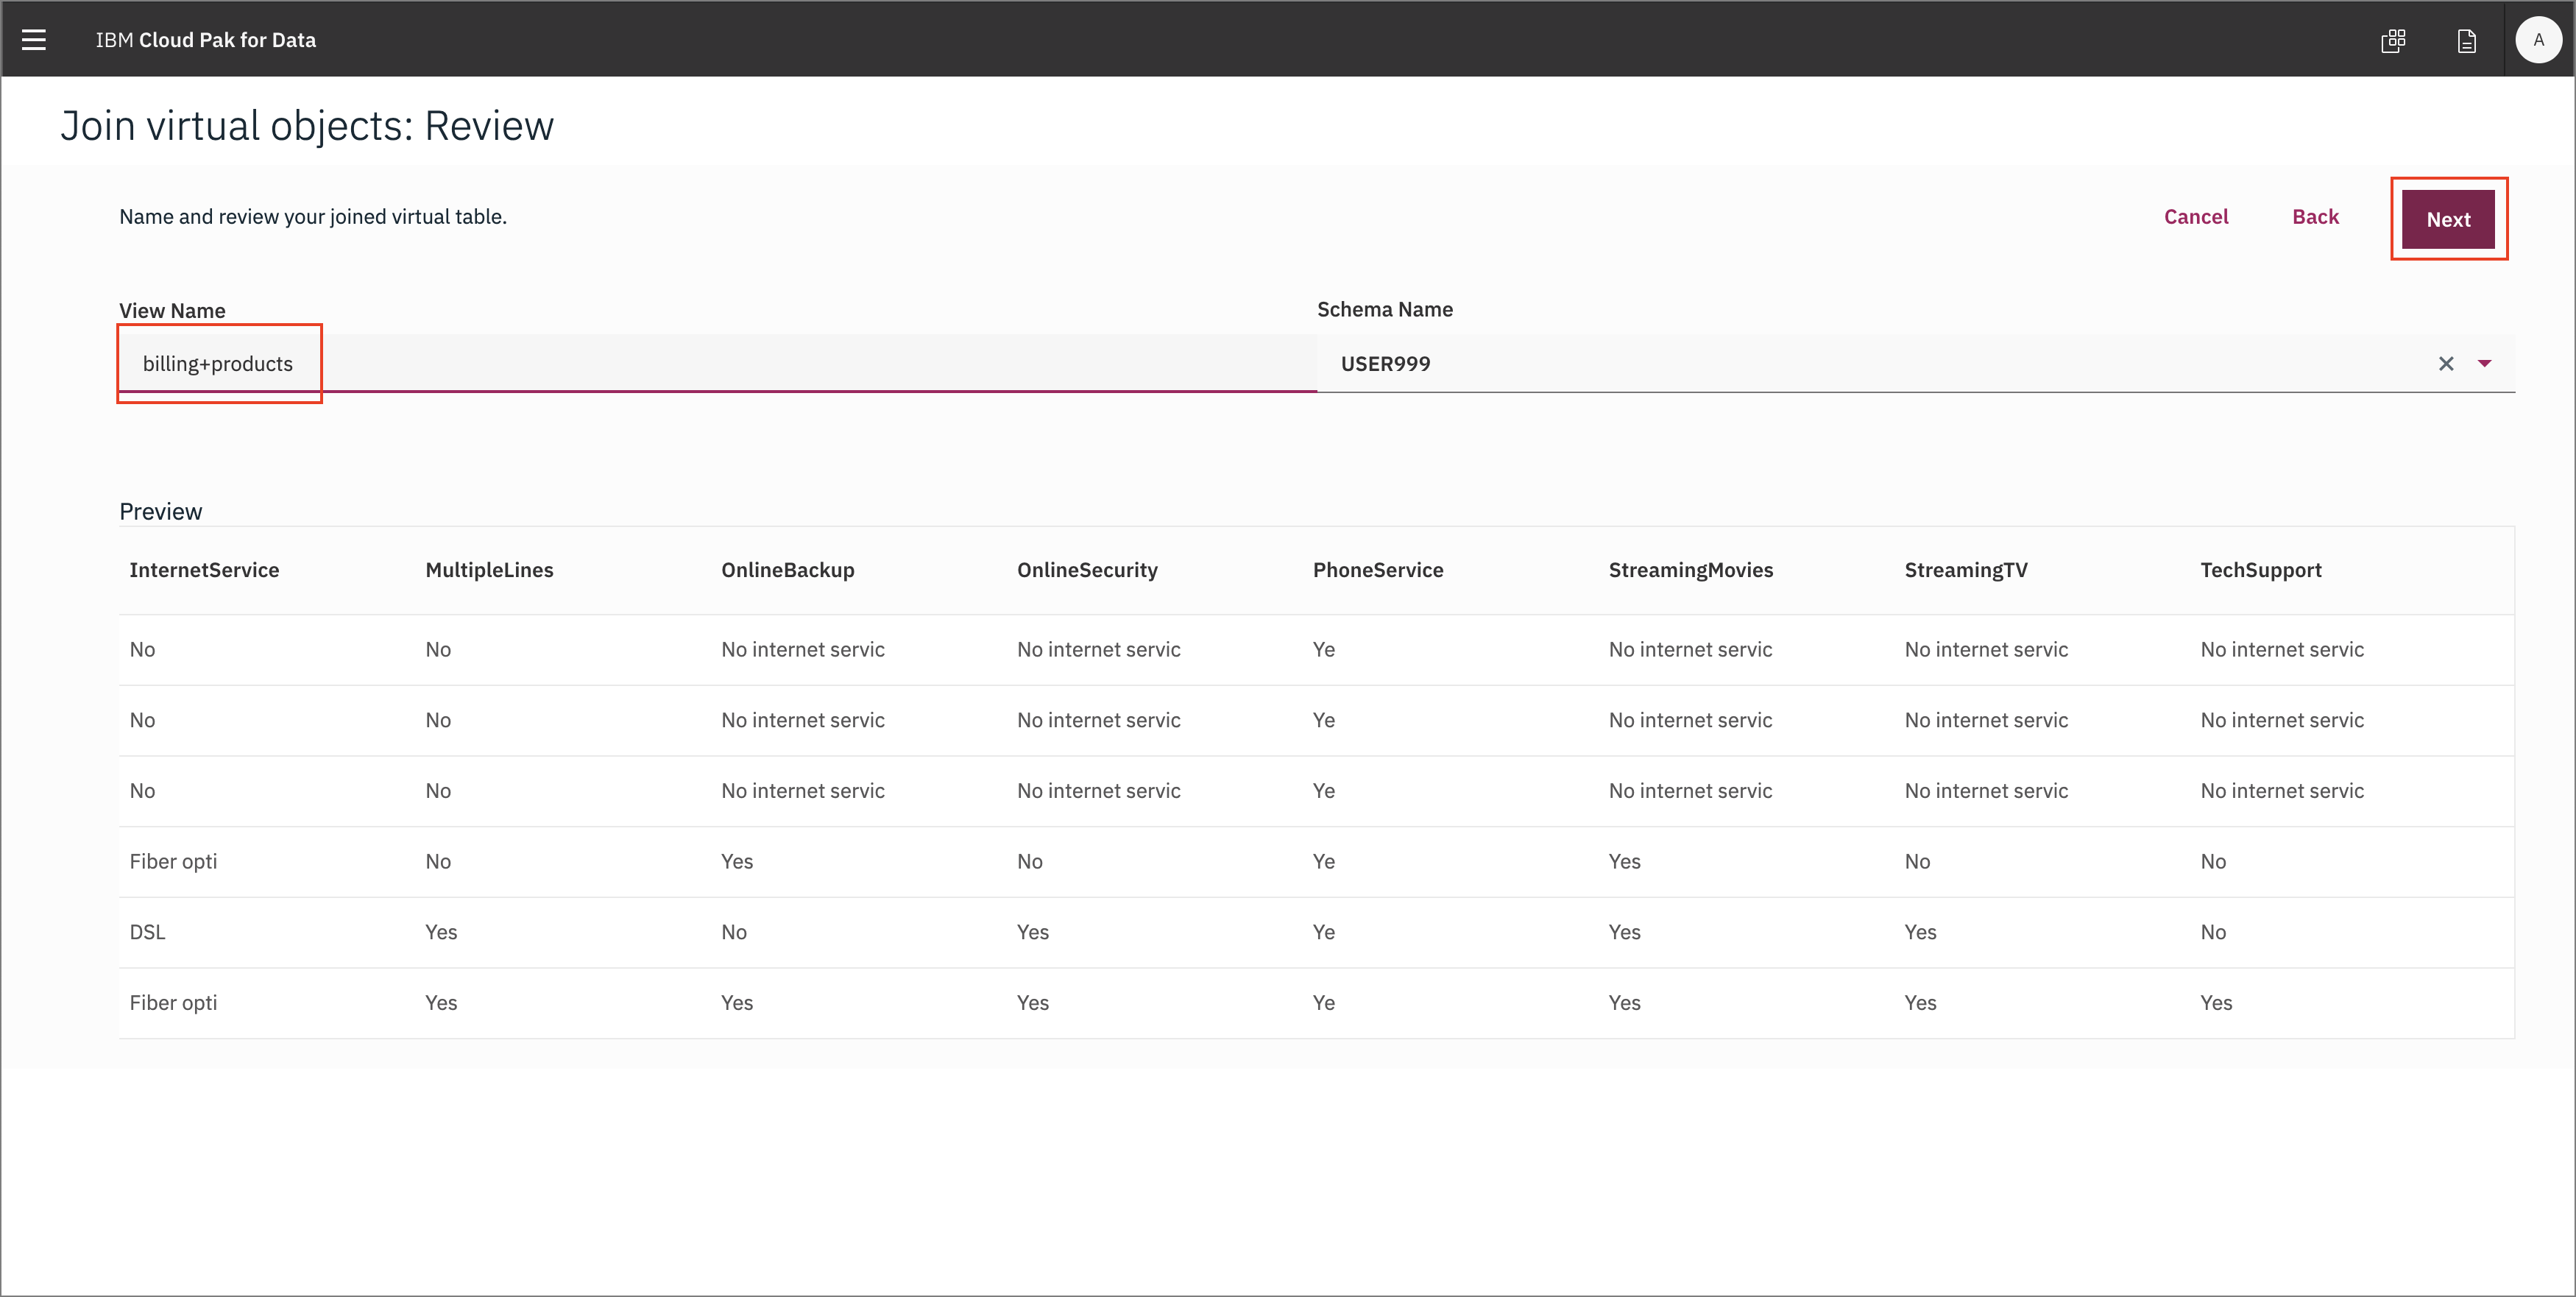 IBM Cloud Pak for Data A
Join virtual objects: Review
Name and review your joined virtual table. Cancel Back Next
View Name Schema Name
billing+products USER999
Preview
InternetService MultipleLines OnlineBackup OnlineSecurity PhoneService StreamingMovies StreamingTV TechSupport
No No No internet servic No internet servic Ye No internet servic No internet servic No internet servic
No No No internet servic No internet servic Ye No internet servic No internet servic No internet servic
No No No internet servic No internet servic Ye No internet servic No internet servic No internet servic
Fiber opti No Yes No Ye Yes No No
DSL Yes No Yes Ye Yes Yes No
Fiber opti Yes Yes Yes Ye Yes Yes Yes